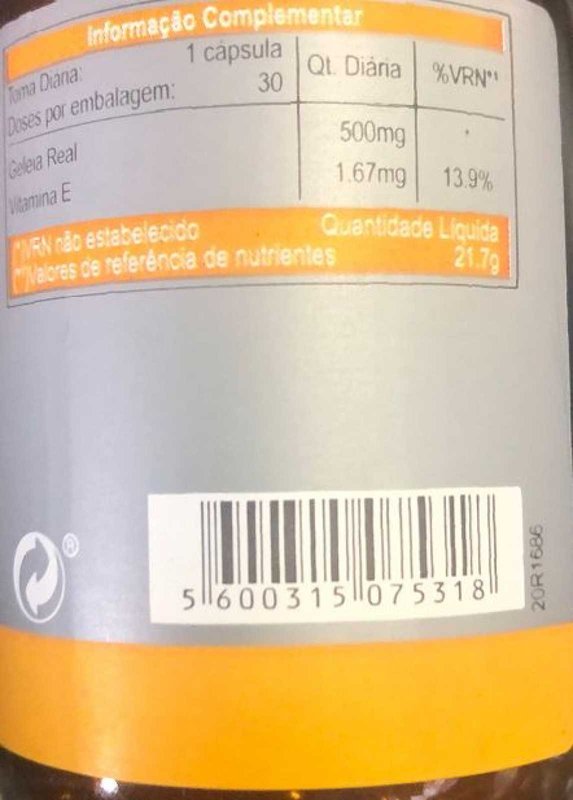 Informação Complementar
Toma Diária: 1 cápsula
Doses por embalagem: 30
Qt. Diária %VRN**
Geleia Real 500mg *
Vitamina E 1.67mg 13.9%
(*)VRN não estabelecido
(**)Valores de referência de nutrientes
Quantidade Líquida
21.7g
®
5 600315 075318
20R1686